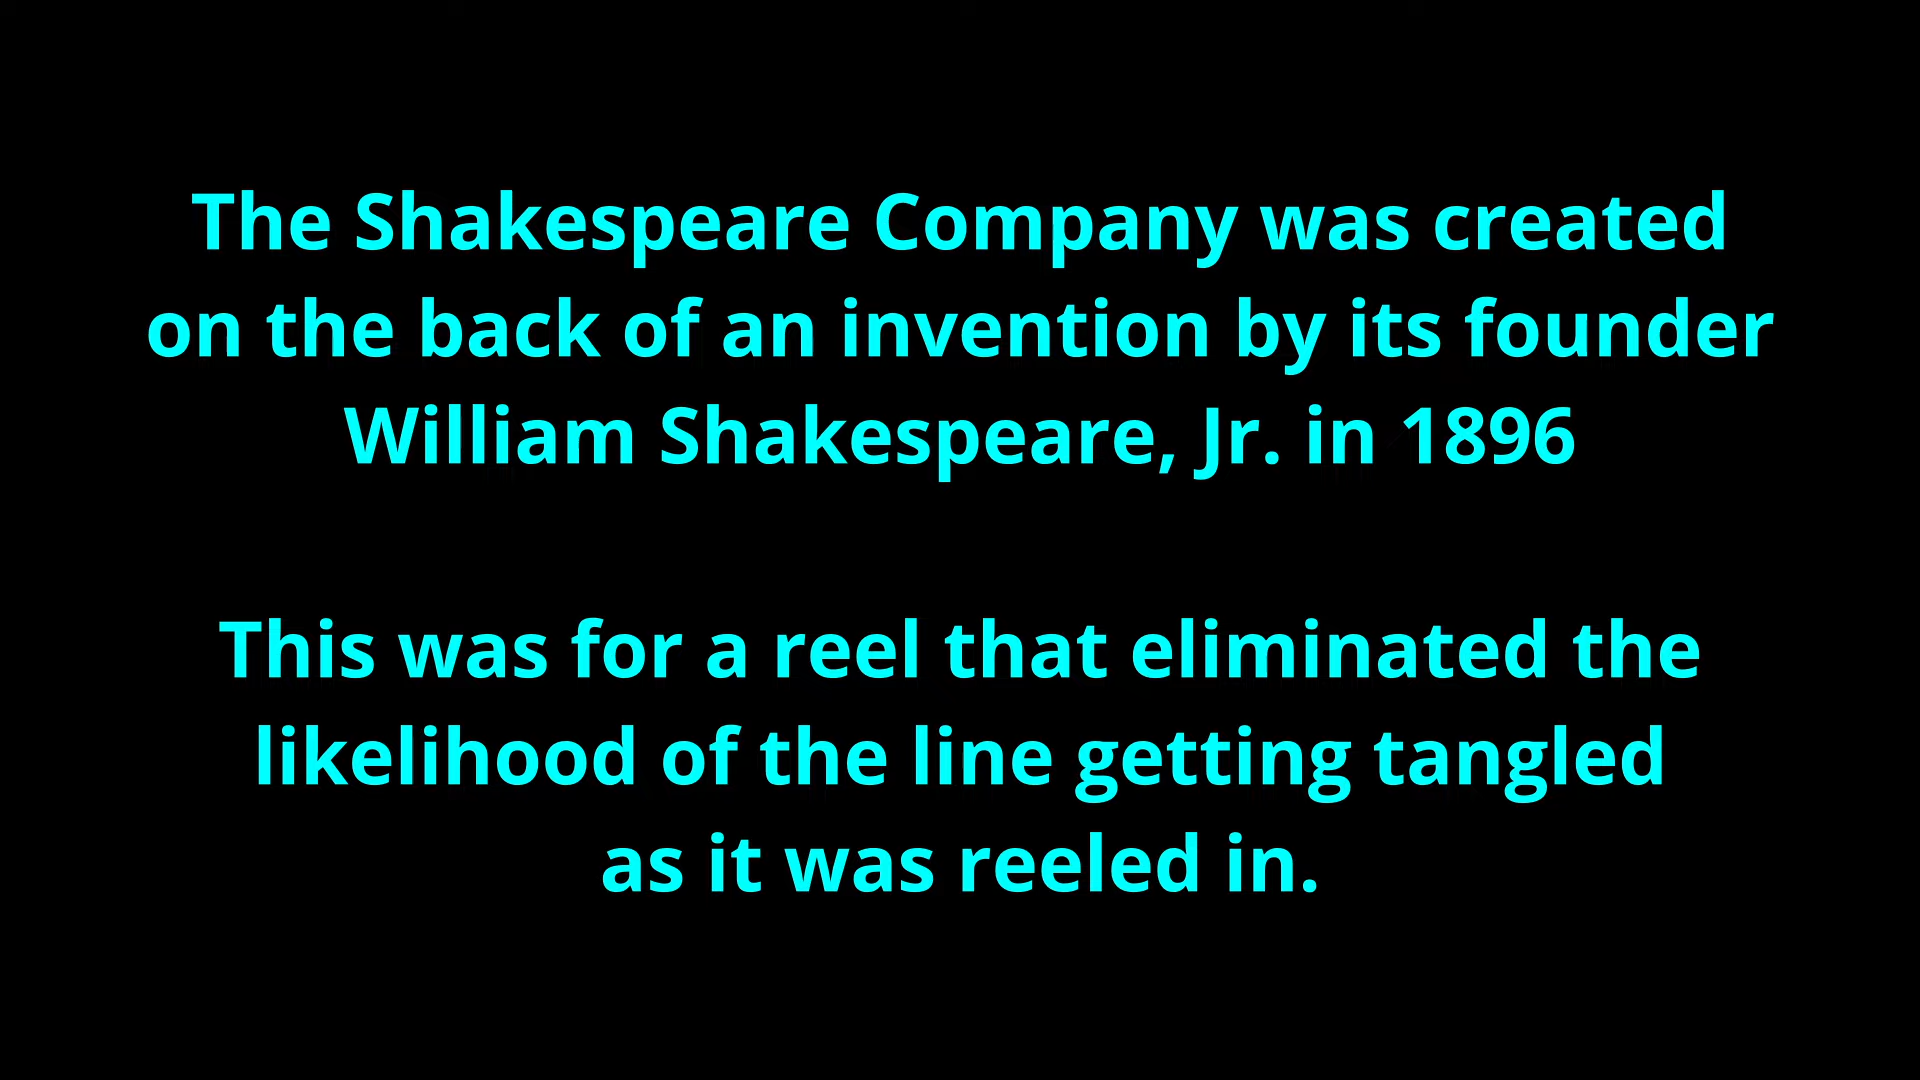 The Shakespeare Company was created
on the back of an invention by its founder
William Shakespeare, Jr. in 1896
This was for a reel that eliminated the
likelihood of the line getting tangled
as it was reeled in.